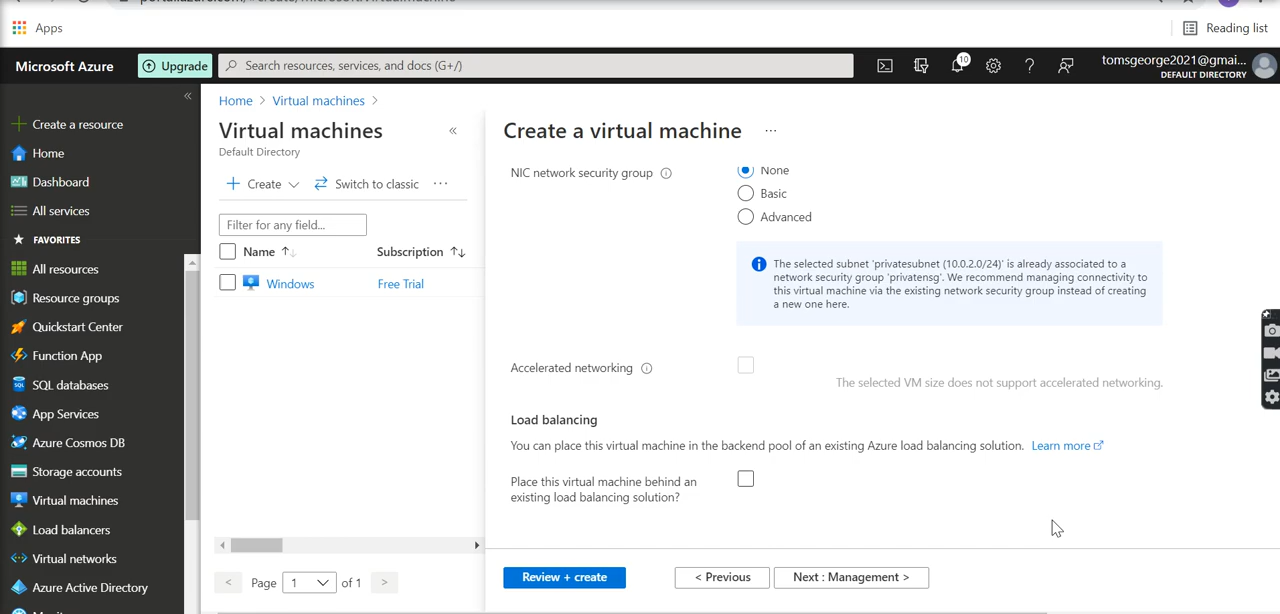 Apps
Reading list
Microsoft Azure
Upgrade
Search resources, services, and docs (G+/)
10
tomsgeorge2021@gmai...
DEFAULT DIRECTORY
Create a resource
Home
Dashboard
All services
FAVORITES
All resources
Resource groups
Quickstart Center
Function App
SQL databases
App Services
Azure Cosmos DB
Storage accounts
Virtual machines
Load balancers
Virtual networks
Azure Active Directory
Home > Virtual machines >
Virtual machines
Default Directory
Create
Switch to classic
...
Filter for any field...
Name
Subscription
Windows
Free Trial
< Page 1 of 1 >
Create a virtual machine ...
NIC network security group
None
Basic
Advanced
The selected subnet 'privatesubnet (10.0.2.0/24)' is already associated to a
network security group 'privatensg'. We recommend managing connectivity to
this virtual machine via the existing network security group instead of creating
a new one here.
Accelerated networking
The selected VM size does not support accelerated networking.
Load balancing
You can place this virtual machine in the backend pool of an existing Azure load balancing solution. Learn more
Place this virtual machine behind an
existing load balancing solution?
Review + create
< Previous
Next : Management >